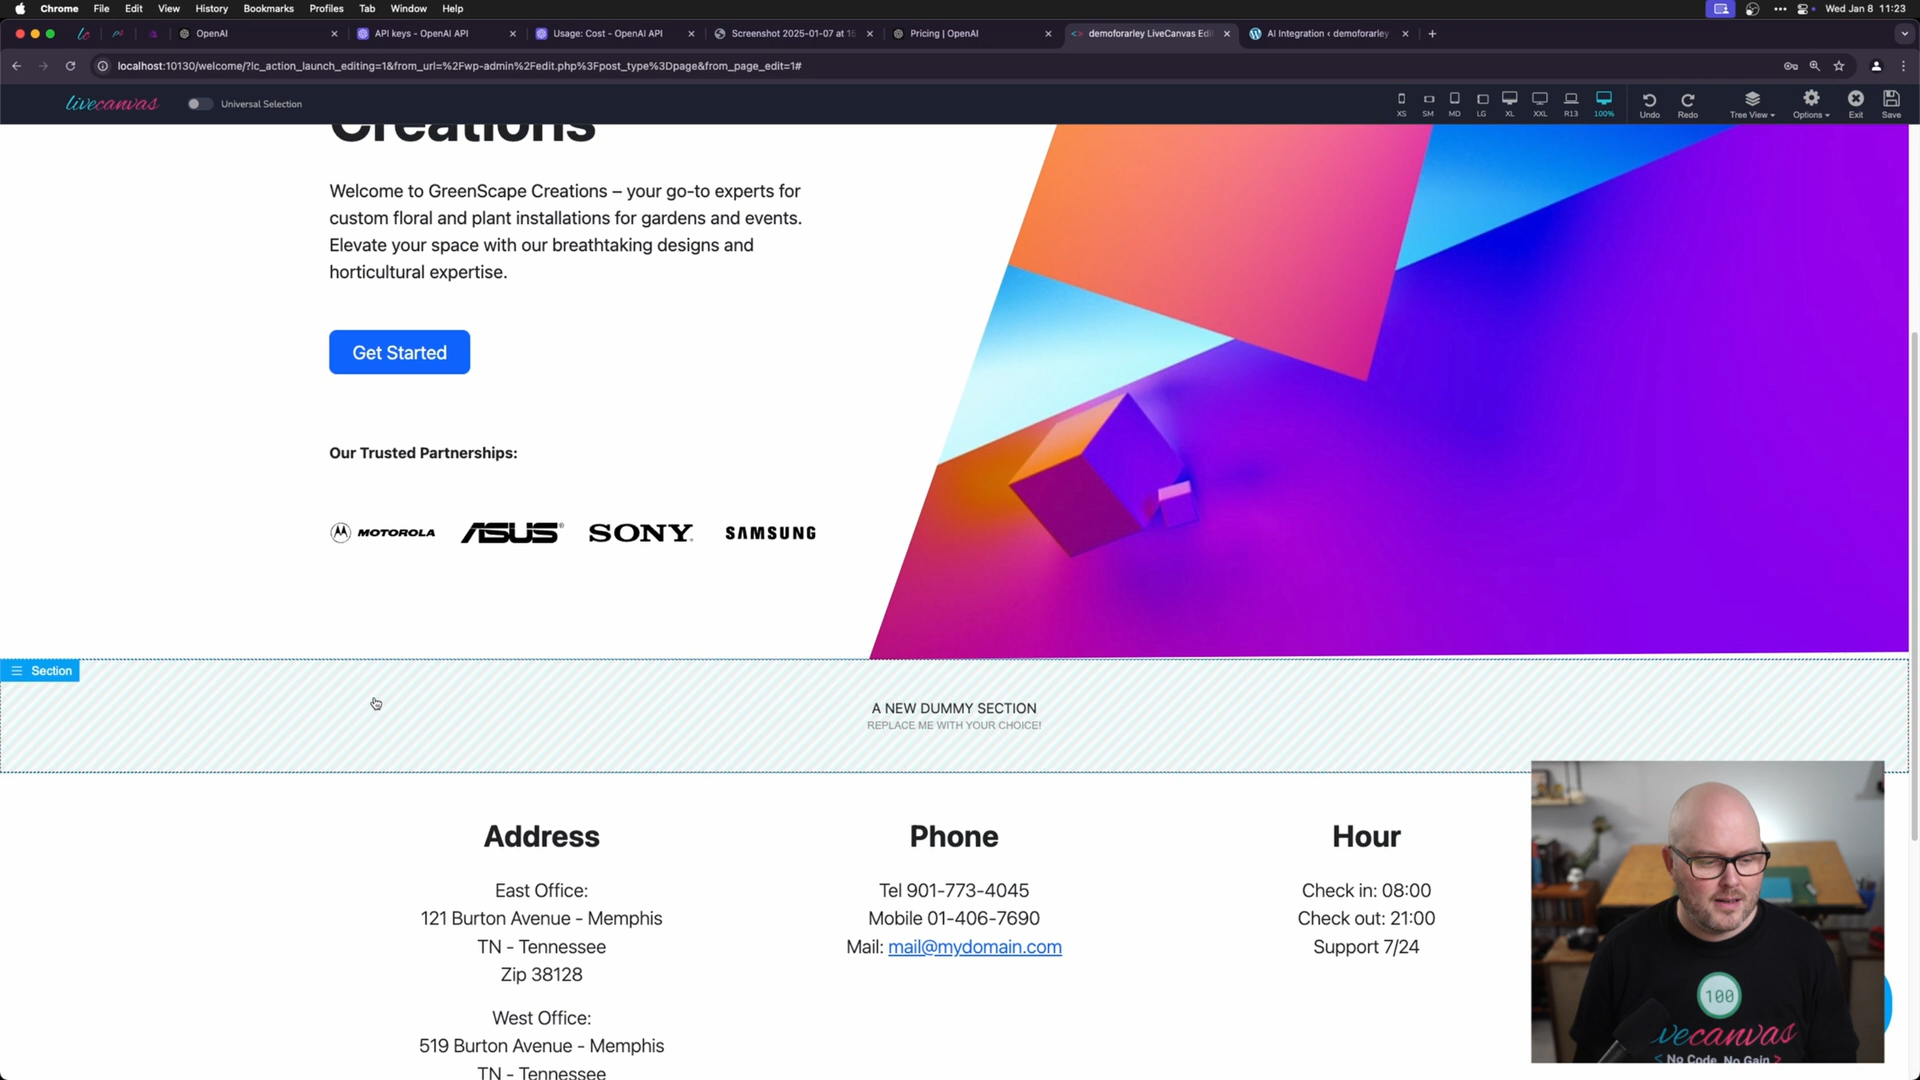 Chrome File Edit View History Bookmarks Profiles Tab Window Help
Wed Jan 8 11:23
OpenAI
API keys - OpenAI API
Usage: Cost - OpenAI API
Screenshot 2025-01-07 at 1
Pricing | OpenAI
demoforarley LiveCanvas Edi
AI Integration ‹ demoforarley
localhost:10130/welcome/?lc_action_launch_editing=1&from_url=%2Fwp-admin%2Fedit.php%3Fpost_type%3Dpage&from_page_edit=1#
livecanvas
Universal Selection
XS SM MD LG XL XXL R13 100%
Undo Redo Tree View Options Exit Save
Creations
Welcome to GreenScape Creations – your go-to experts for
custom floral and plant installations for gardens and events.
Elevate your space with our breathtaking designs and
horticultural expertise.
Get Started
Our Trusted Partnerships:
MOTOROLA ASUS SONY SAMSUNG
Section
A NEW DUMMY SECTION
REPLACE ME WITH YOUR CHOICE!
Address
East Office:
121 Burton Avenue - Memphis
TN - Tennessee
Zip 38128
West Office:
519 Burton Avenue - Memphis
TN - Tennessee
Phone
Tel 901-773-4045
Mobile 01-406-7690
Mail: mail@mydomain.com
Hour
Check in: 08:00
Check out: 21:00
Support 7/24
100
vecanvas
< No Code, No Gain >